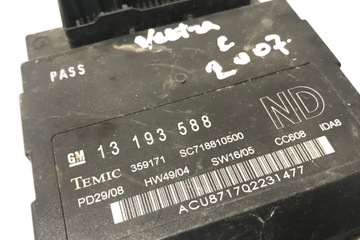 Vectra
C
2007.
PASS
ND
GM 13 193 588
TEMIC 359171 SC718810500 CC608 IDA8
PD29/08 HW49/04 SW16/05
ACU8717Q2231477